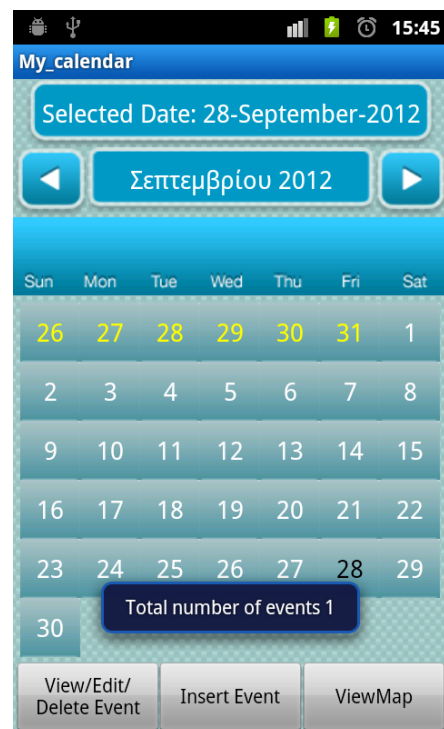 15:45
My_calendar
Selected Date: 28-September-2012
Σεπτεμβρίου 2012
Sun Mon Tue Wed Thu Fri Sat
26 27 28 29 30 31 1
2 3 4 5 6 7 8
9 10 11 12 13 14 15
16 17 18 19 20 21 22
23 24 25 26 27 28 29
Total number of events 1
30
View/Edit/
Delete Event
Insert Event
ViewMap